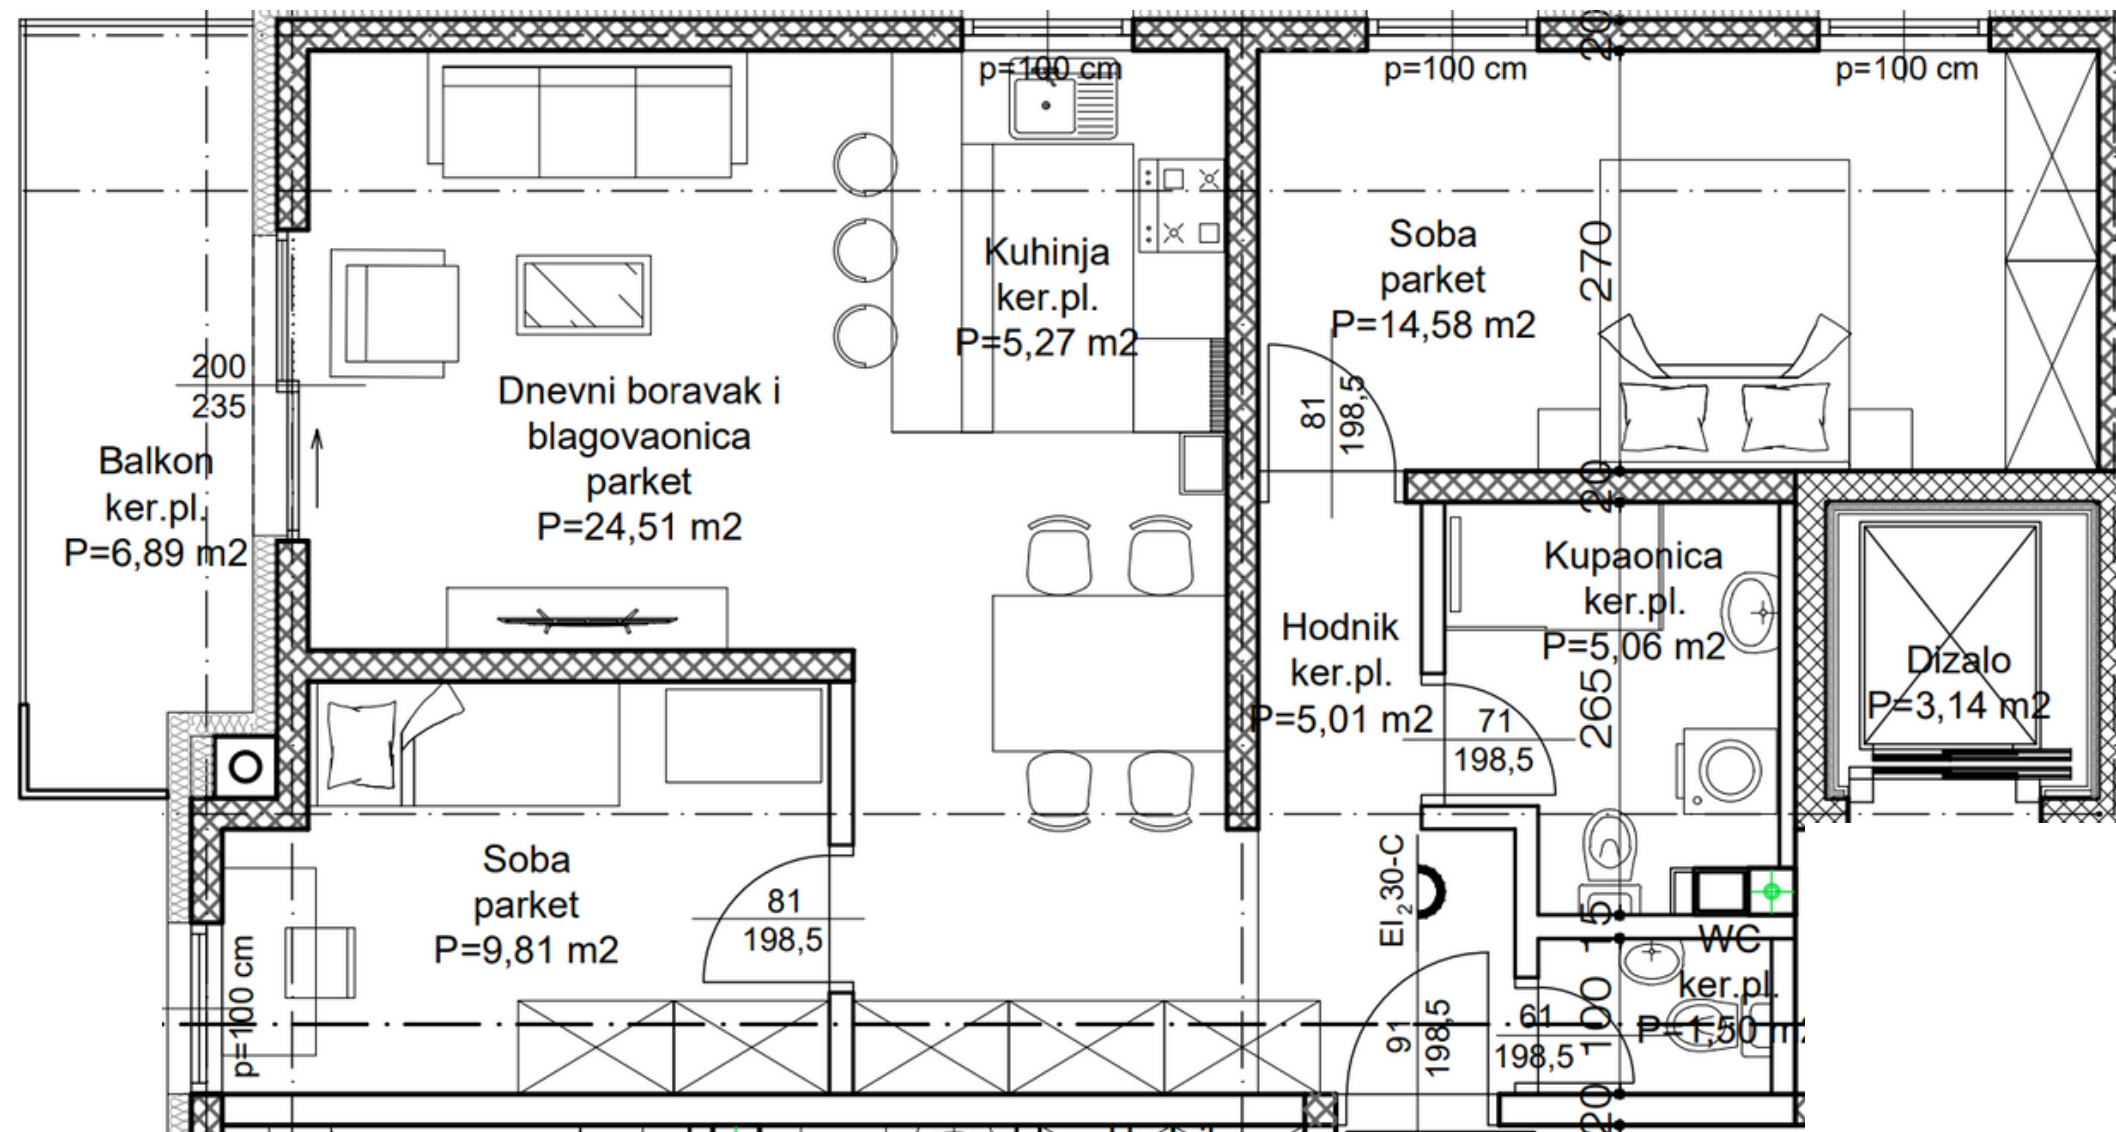 p=100 cm
p=100 cm
p=100 cm
20
Soba
parket
P=14,58 m2
270
Kuhinja
ker.pl.
P=5,27 m2
200
235
Dnevni boravak i
blagovaonica
parket
P=24,51 m2
81
198,5
Balkon
ker.pl.
P=6,89 m2
20
Kupaonica
ker.pl.
P=5,06 m2
Hodnik
ker.pl.
P=5,01 m2
265
71
198,5
Dizalo
P=3,14 m2
Soba
parket
P=9,81 m2
81
198,5
EI₂30-C
15
WC
ker.pl.
P=1,50 m2
p=100 cm
91
198,5
61
198,5
100
20